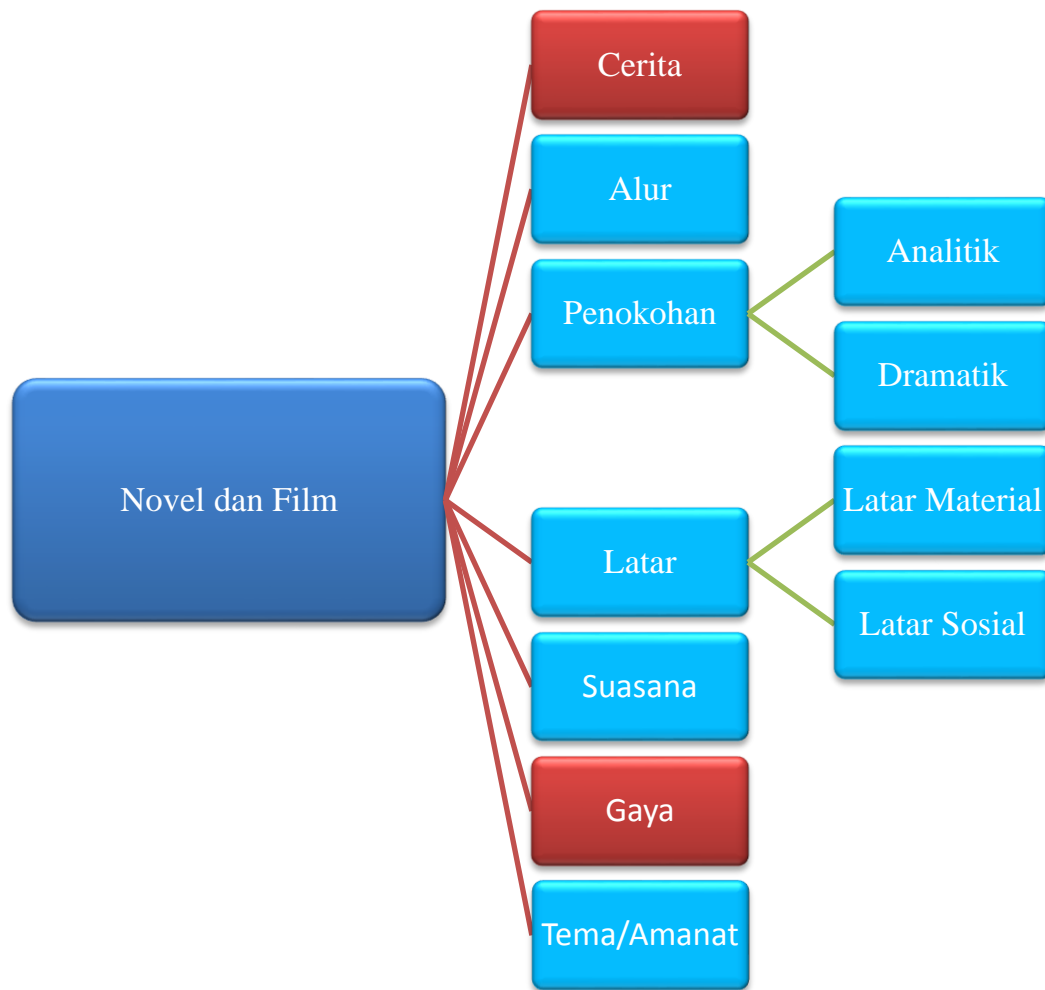 Novel dan Film
Cerita
Alur
Penokohan
Analitik
Dramatik
Latar
Latar Material
Latar Sosial
Suasana
Gaya
Tema/Amanat